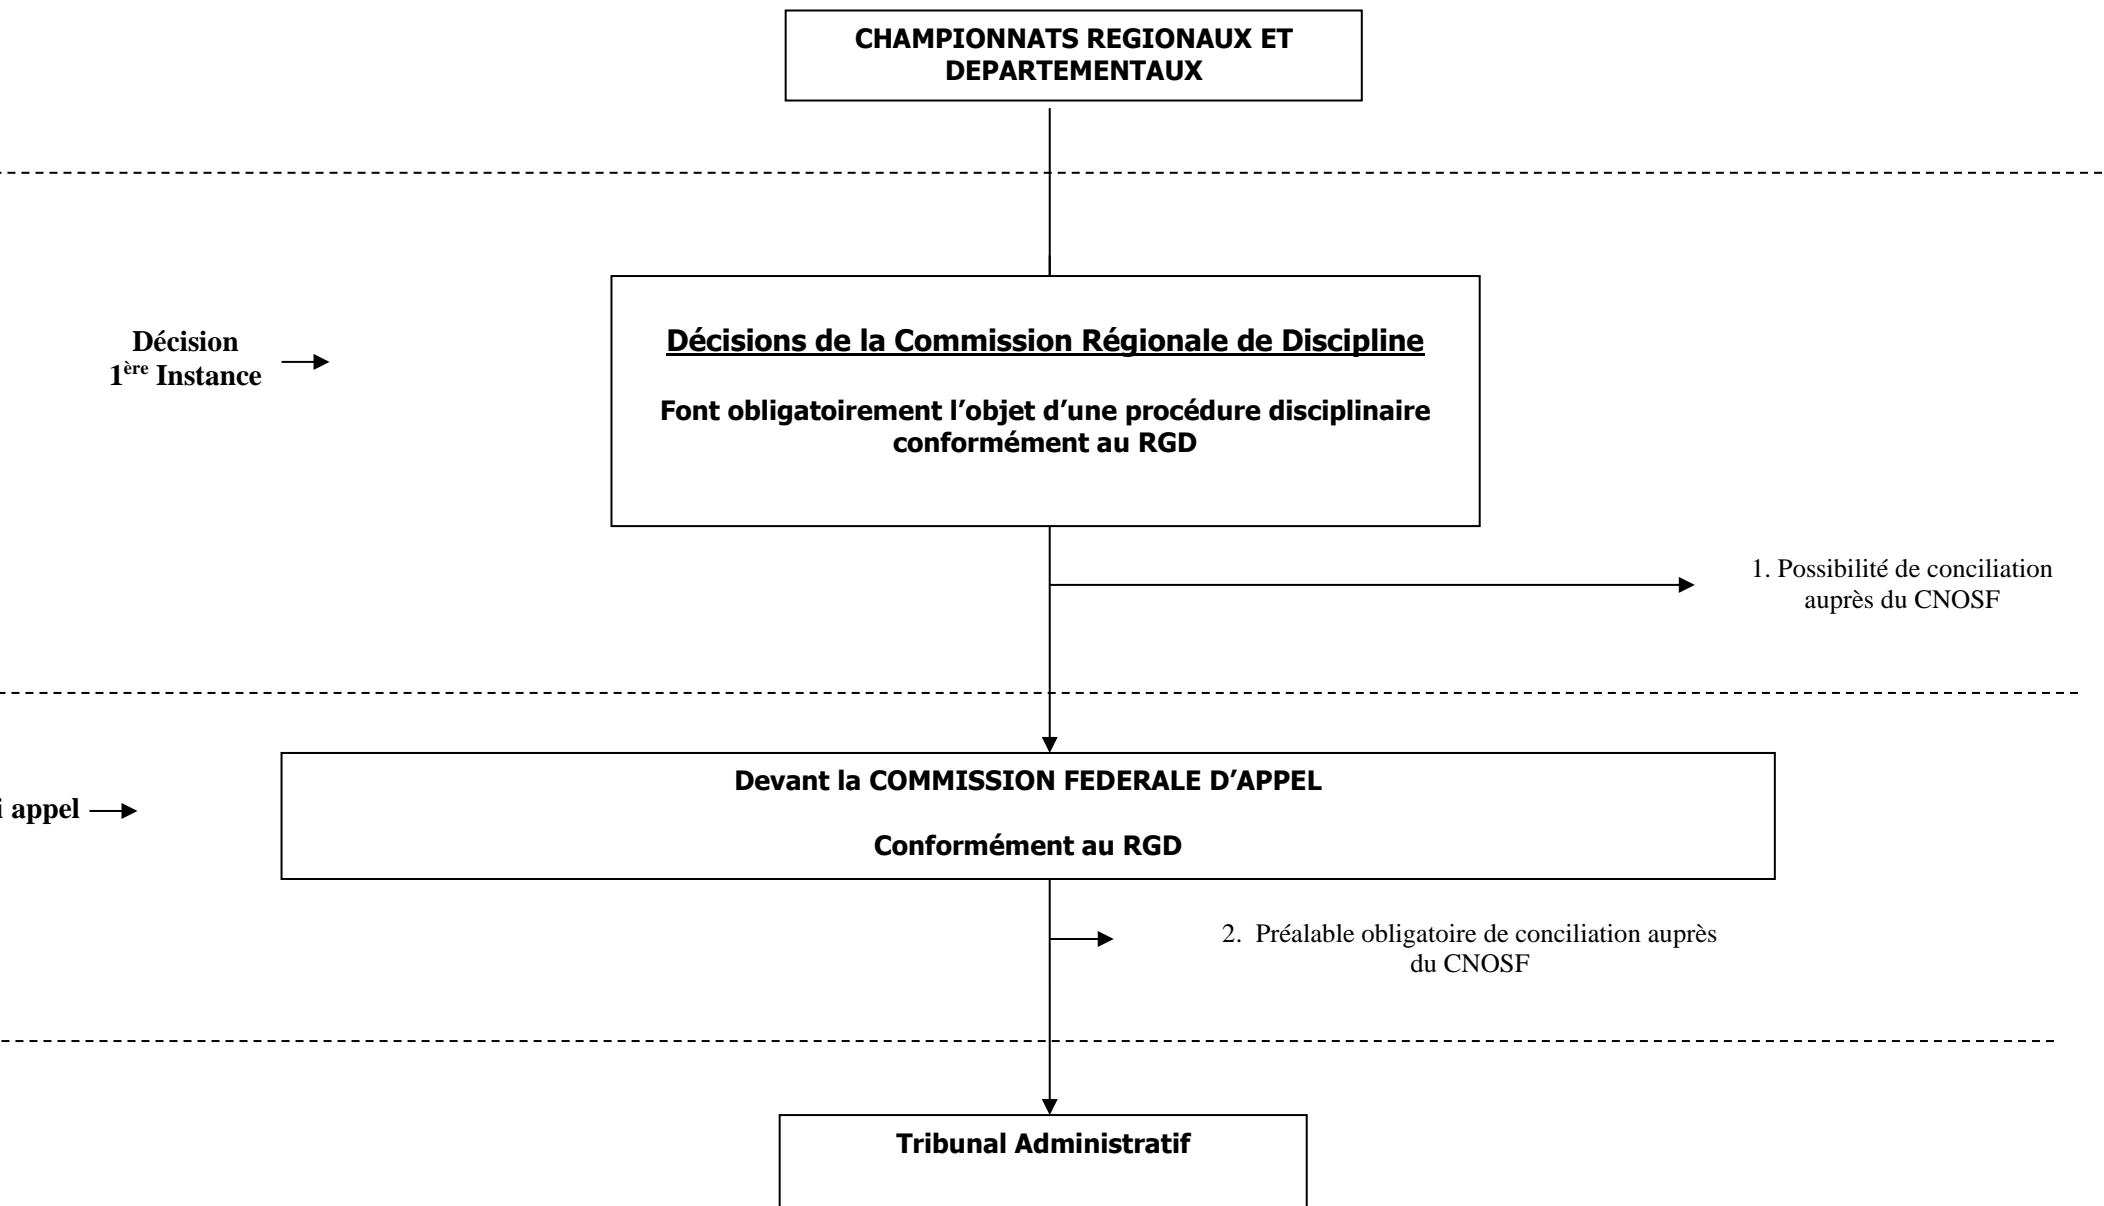 CHAMPIONNATS REGIONAUX ET
DEPARTEMENTAUX
Décision
1ère Instance
Décisions de la Commission Régionale de Discipline
Font obligatoirement l’objet d’une procédure disciplinaire
conformément au RGD
1. Possibilité de conciliation
auprès du CNOSF
i appel
Devant la COMMISSION FEDERALE D’APPEL
Conformément au RGD
2. Préalable obligatoire de conciliation auprès
du CNOSF
Tribunal Administratif